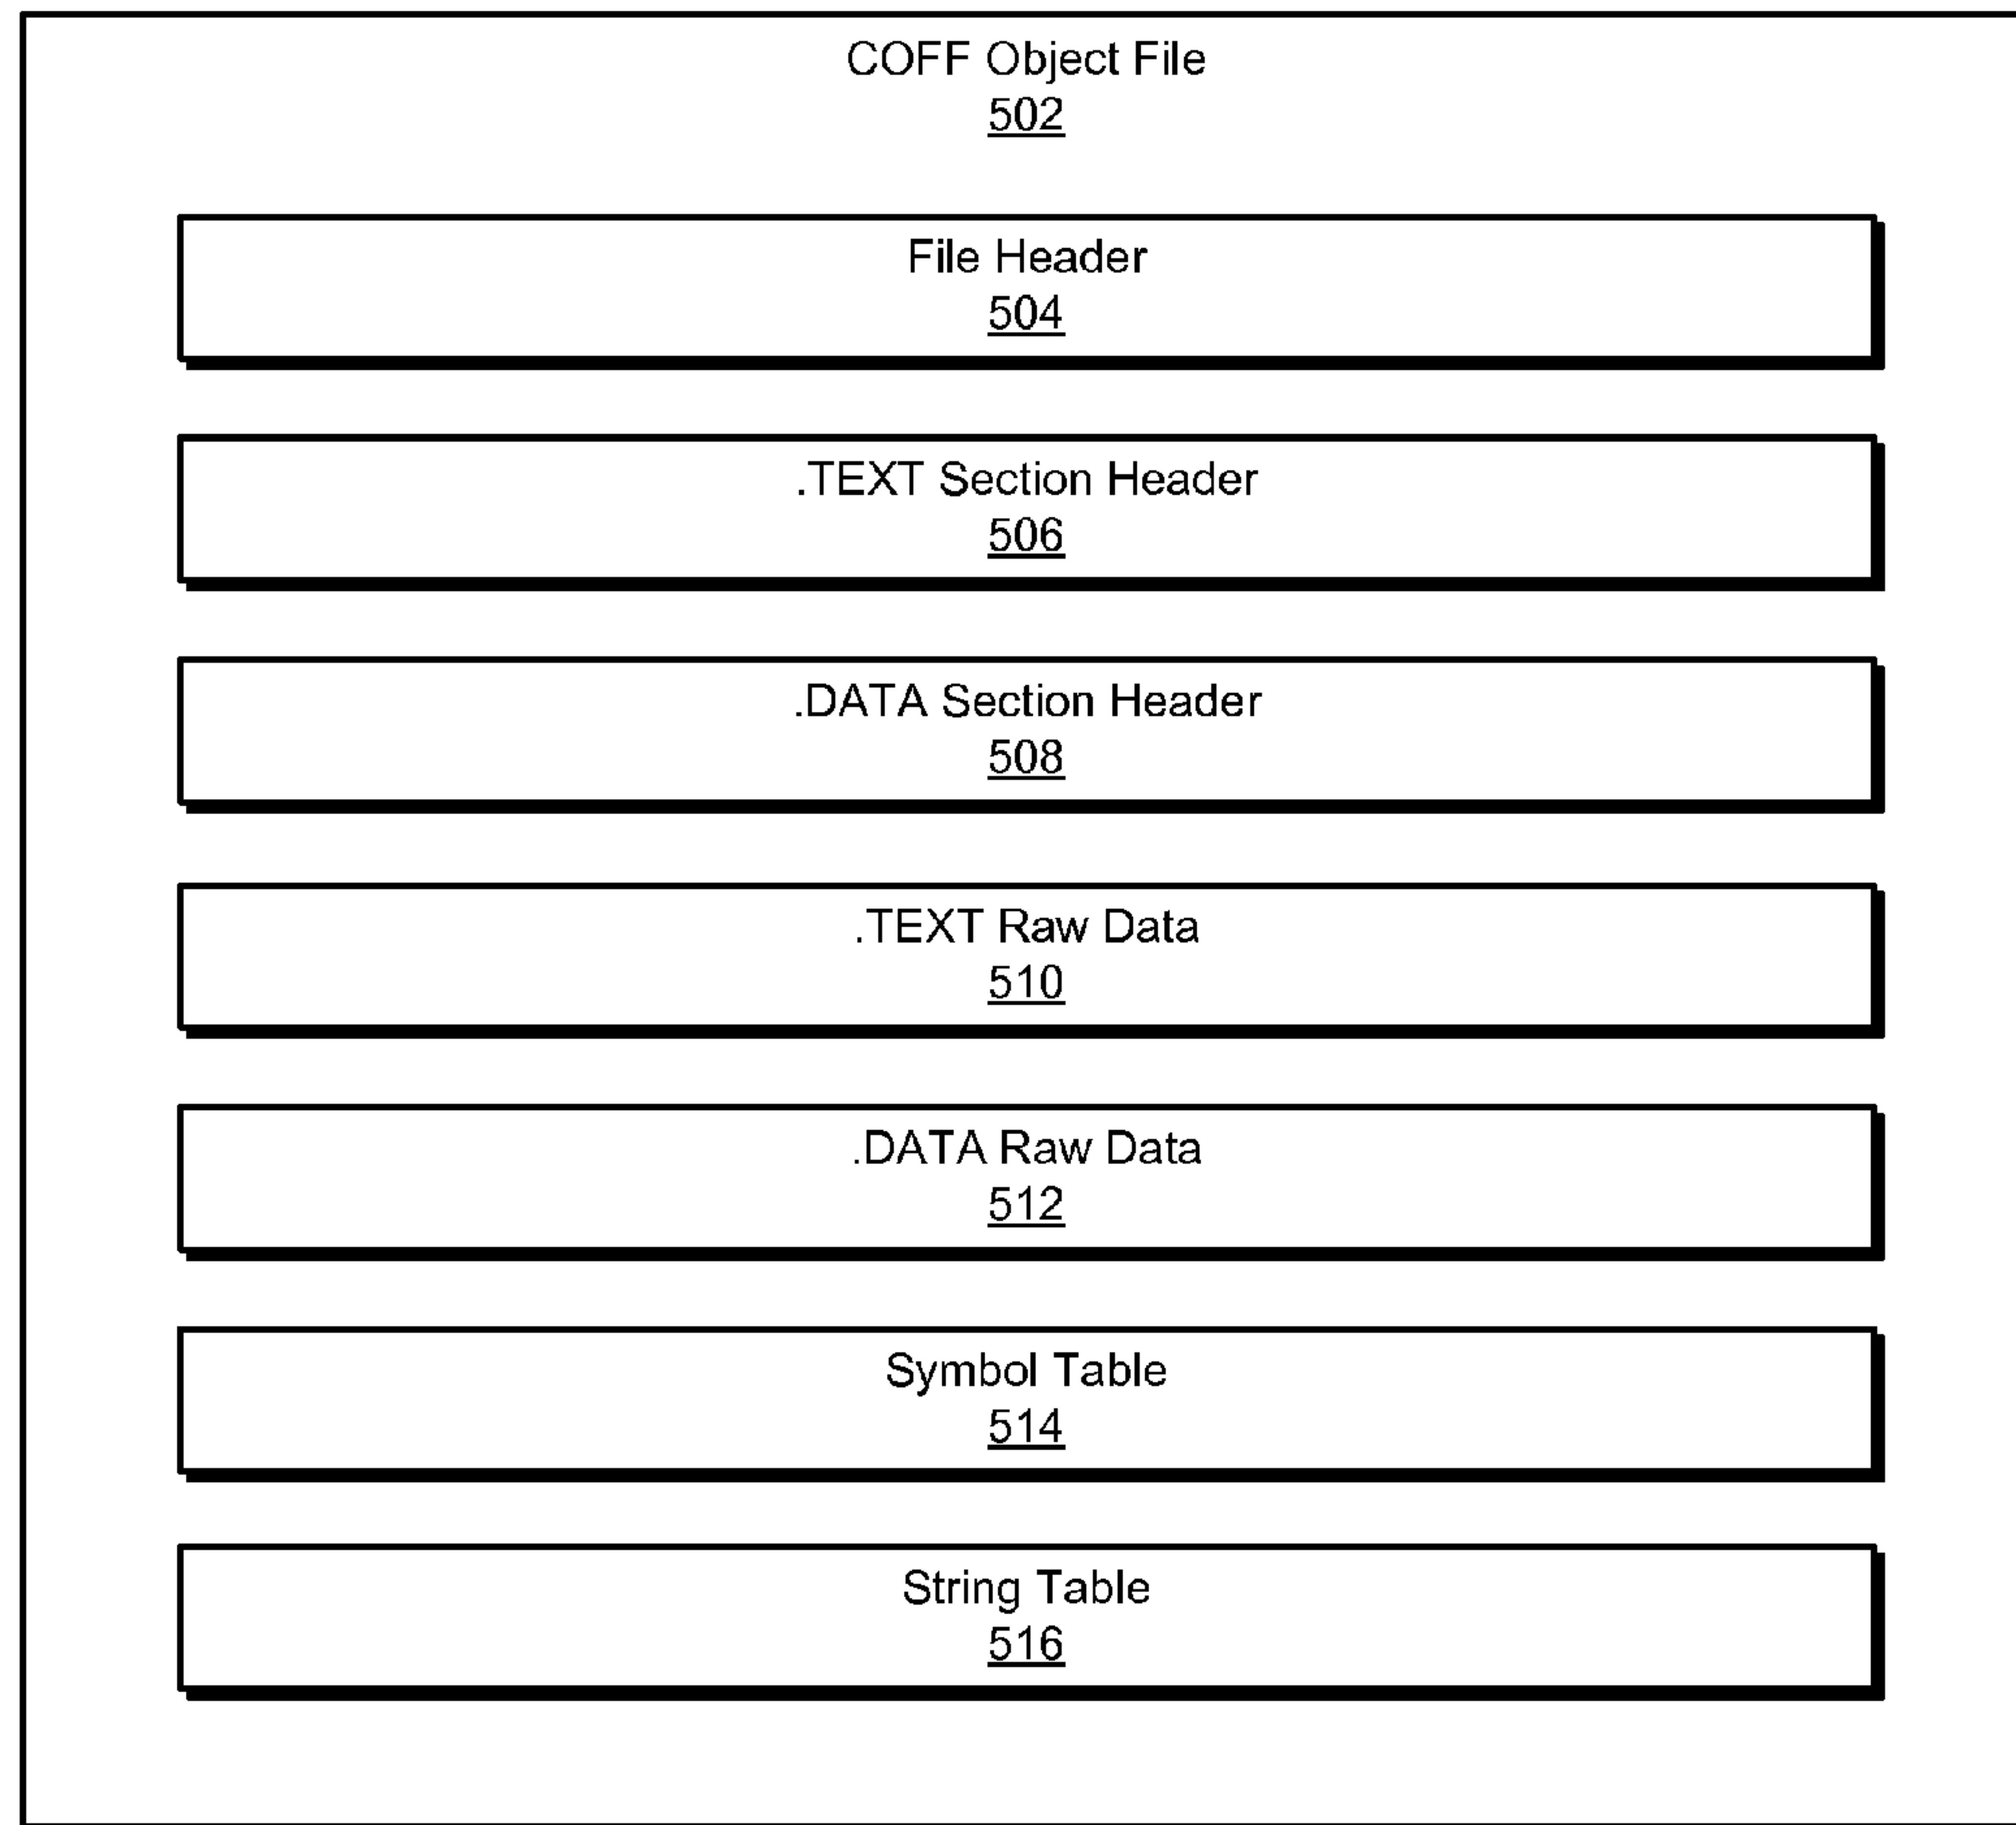 COFF Object File
502
File Header
504
.TEXT Section Header
506
.DATA Section Header
508
.TEXT Raw Data
510
.DATA Raw Data
512
Symbol Table
514
String Table
516